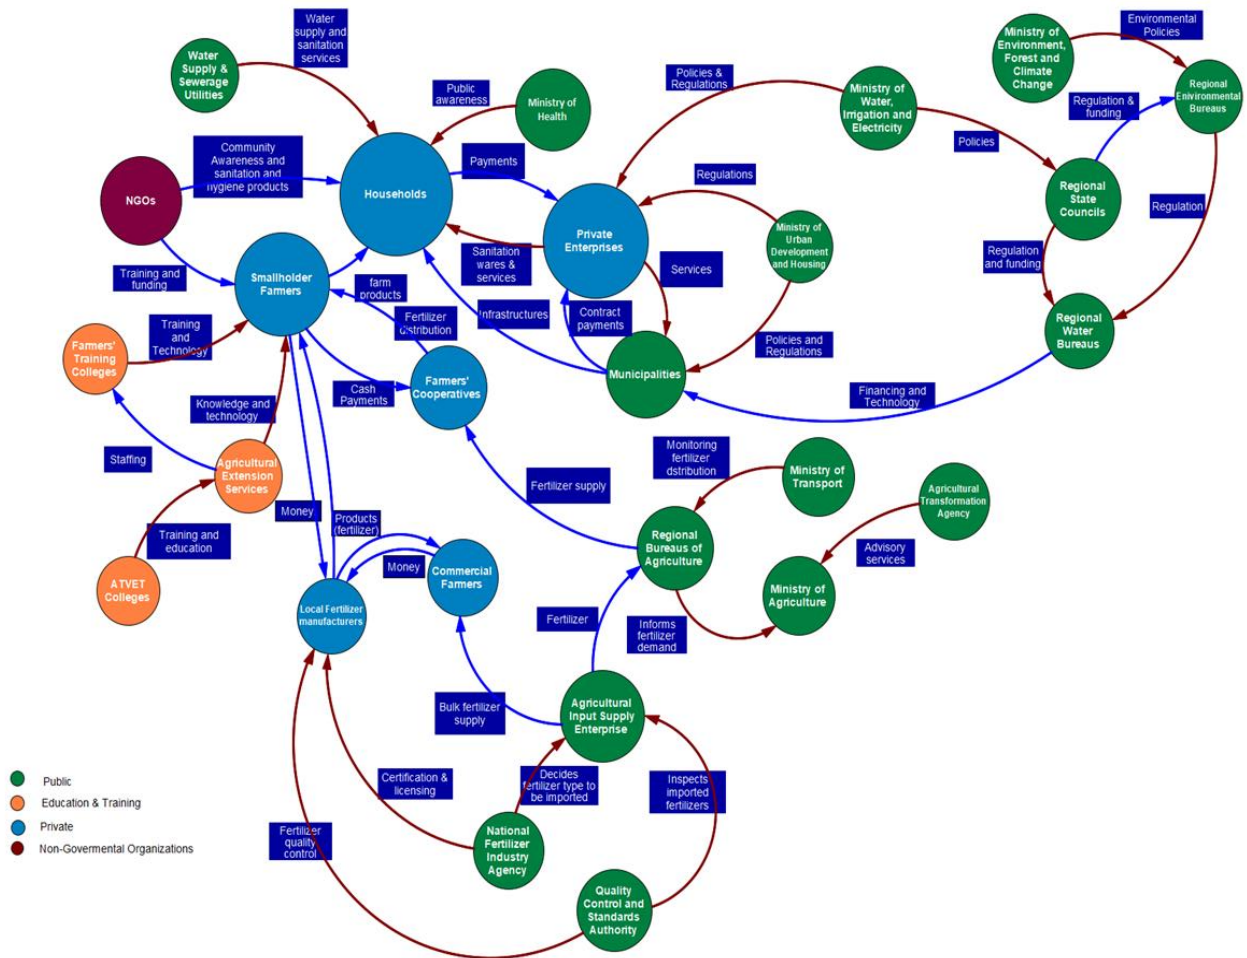 Water
supply and
sanitation
services
Water
Supply &
Sewerage
Utilities
Public
awareness
Ministry of
Health
Policies &
Regulations
Ministry of
Water,
Irrigation and
Electricity
Ministry of
Environment,
Forest and
Climate
Change
Environmental
Policies
Regional
Environmental
Bureaus
Regulation &
funding
Policies
Community
Awareness and
sanitation and
hygiene products
NGOs
Households
Payments
Regulations
Regional
State
Councils
Regulation
Private
Enterprises
Ministry of
Urban
Development
and Housing
Sanitation
wares &
services
Services
Regulation
and funding
Training and
funding
Smallholder
Farmers
farm
products
Fertilizer
distribution
Infrastructures
Contract
payments
Regional
Water
Bureaus
Farmers'
Training
Colleges
Training
and
Technology
Farmers'
Cooperatives
Municipalities
Policies and
Regulations
Cash
Payments
Financing and
Technology
Knowledge and
technology
Staffing
Agricultural
Extension
Services
Monitoring
fertilizer
dstribution
Ministry of
Transport
Agricultural
Transformation
Agency
Fertilizer supply
Money
Products
(fertilizer)
Training and
education
Regional
Bureaus of
Agriculture
Advisory
services
ATVET
Colleges
Money
Commercial
Farmers
Ministry of
Agriculture
Local Fertilizer
manufacturers
Fertilizer
Informs
fertilizer
demand
Bulk fertilizer
supply
Agricultural
Input Supply
Enterprise
Certification &
licensing
Decides
fertilizer type to
be imported
Inspects
imported
fertilizers
Fertilizer
quality
control
National
Fertilizer
Industry
Agency
Quality
Control and
Standards
Authority
Public
Education & Training
Private
Non-Govermental Organizations